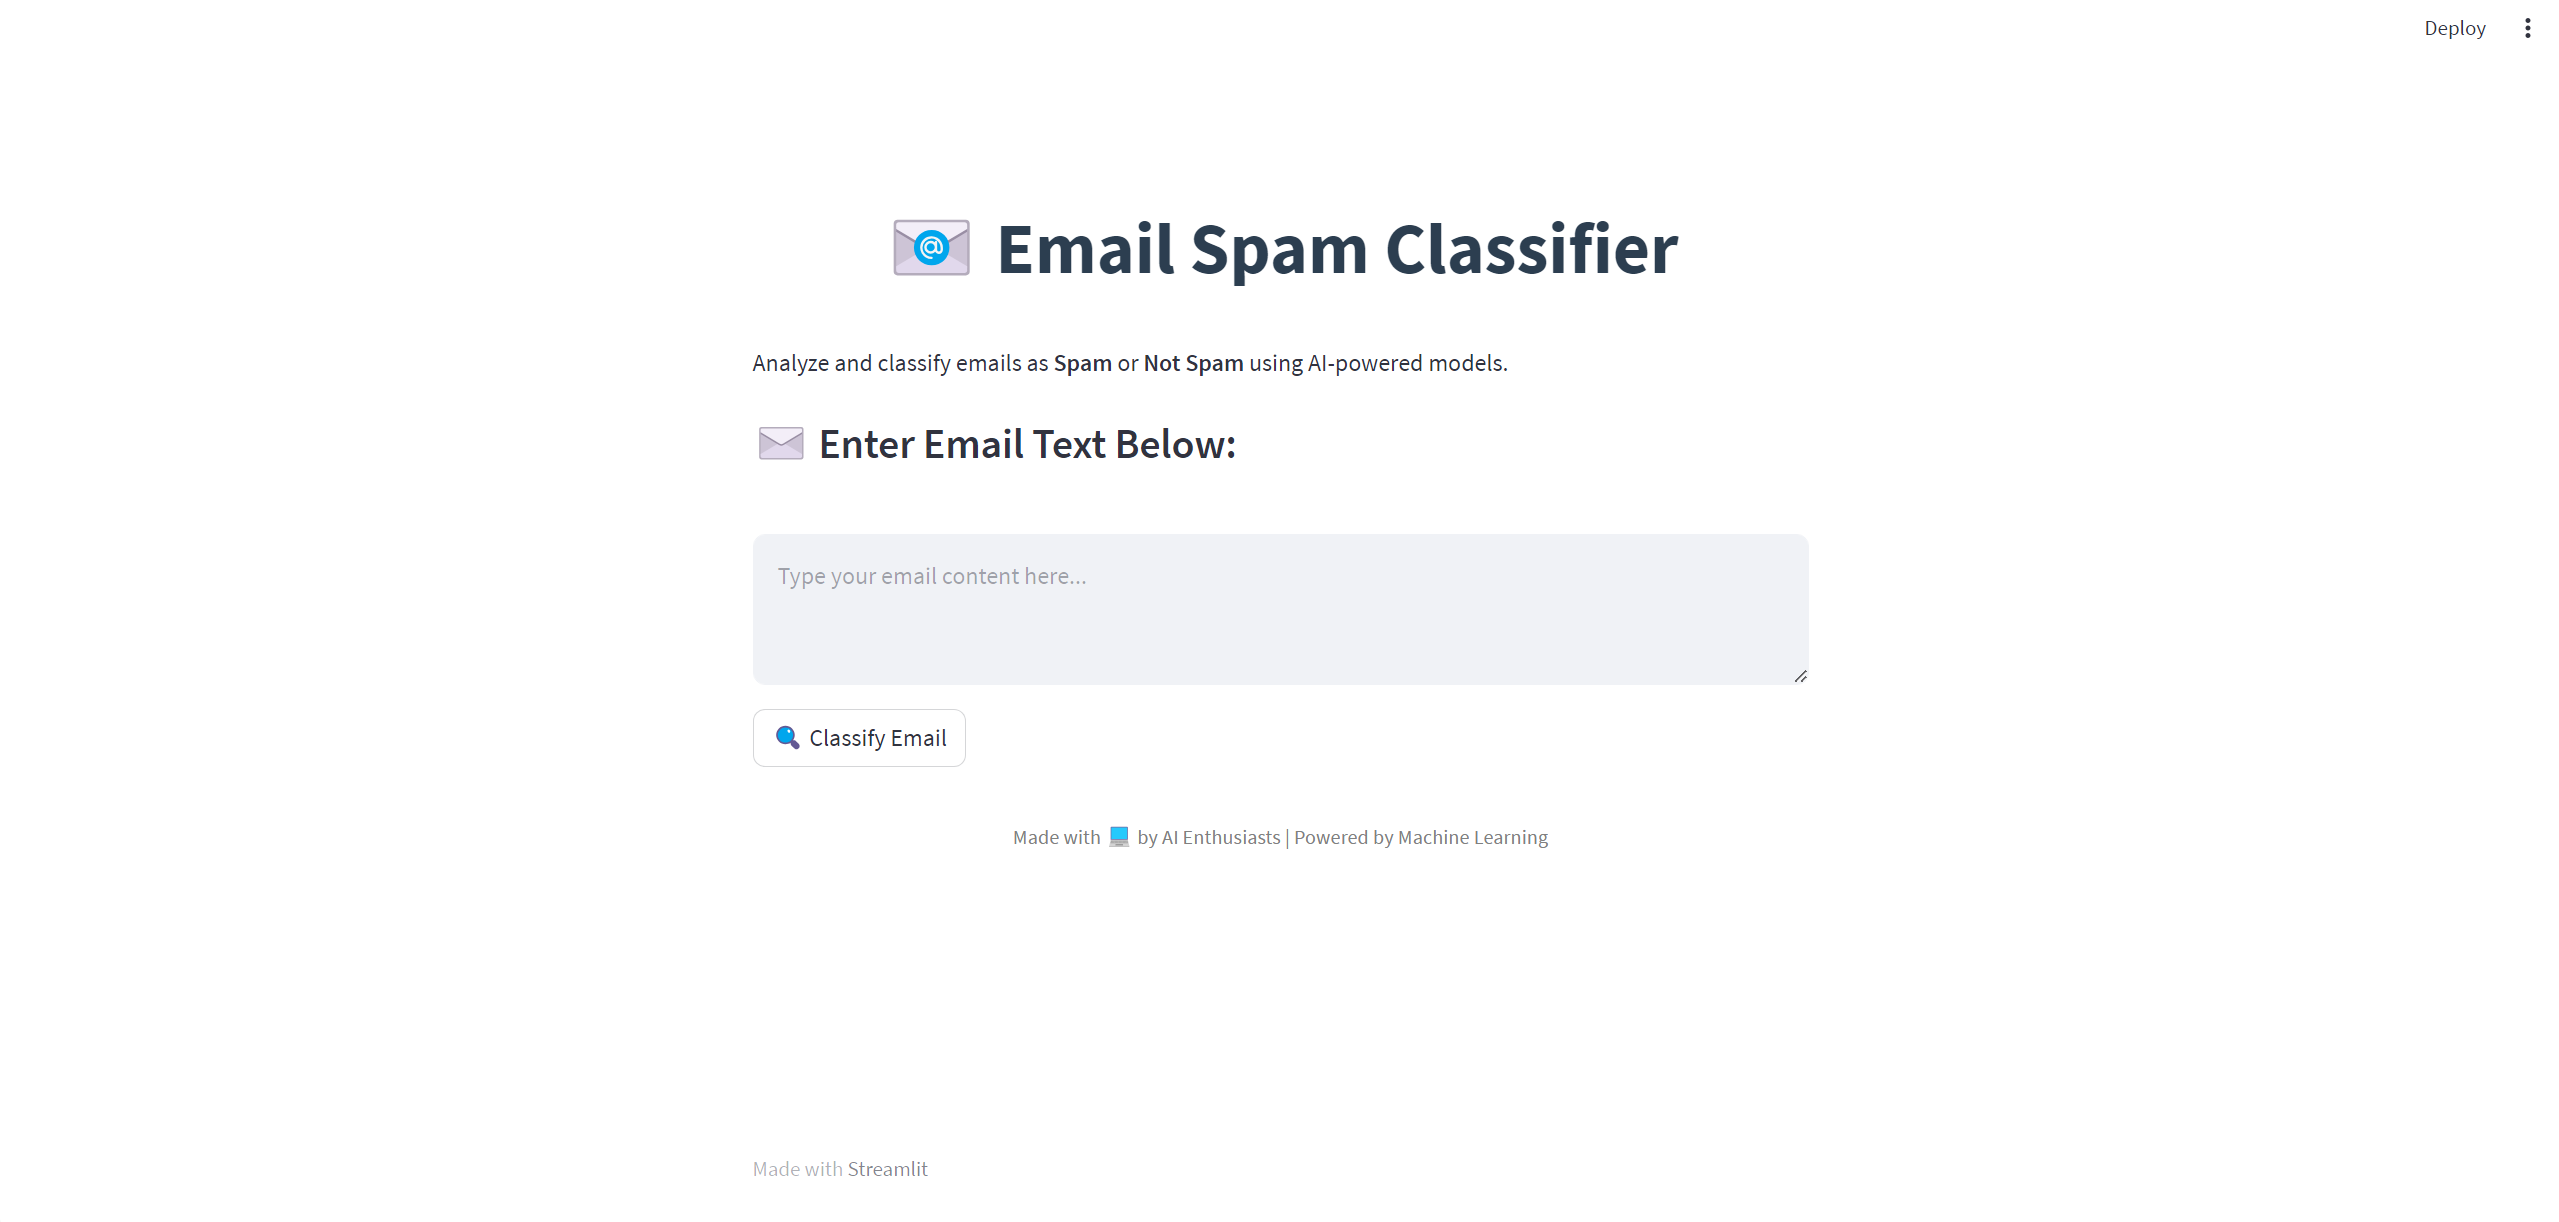 Deploy
Email Spam Classifier
Analyze and classify emails as Spam or Not Spam using AI-powered models.
Enter Email Text Below:
Type your email content here...
Classify Email
Made with 💻 by AI Enthusiasts | Powered by Machine Learning
Made with Streamlit